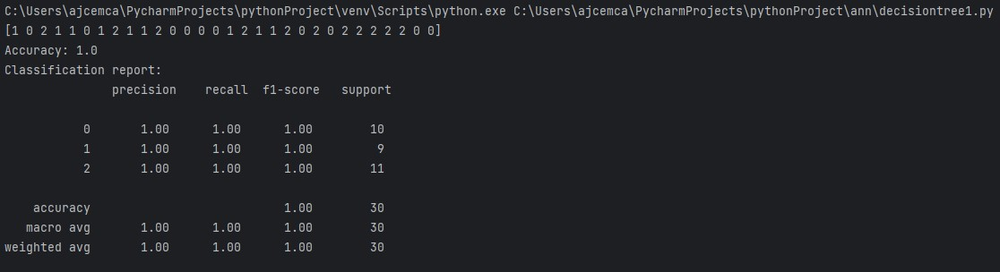 C:\Users\ajcemca\PycharmProjects\pythonProject\venv\Scripts\python.exe C:\Users\ajcemca\PycharmProjects\pythonProject\ann\decisiontree1.py
[1 0 2 1 1 0 1 2 1 1 2 0 0 0 0 1 2 1 1 2 0 2 0 2 2 2 2 2 0 0]
Accuracy: 1.0
Classification report:
precision recall f1-score support
0 1.00 1.00 1.00 10
1 1.00 1.00 1.00 9
2 1.00 1.00 1.00 11
accuracy 1.00 30
macro avg 1.00 1.00 1.00 30
weighted avg 1.00 1.00 1.00 30